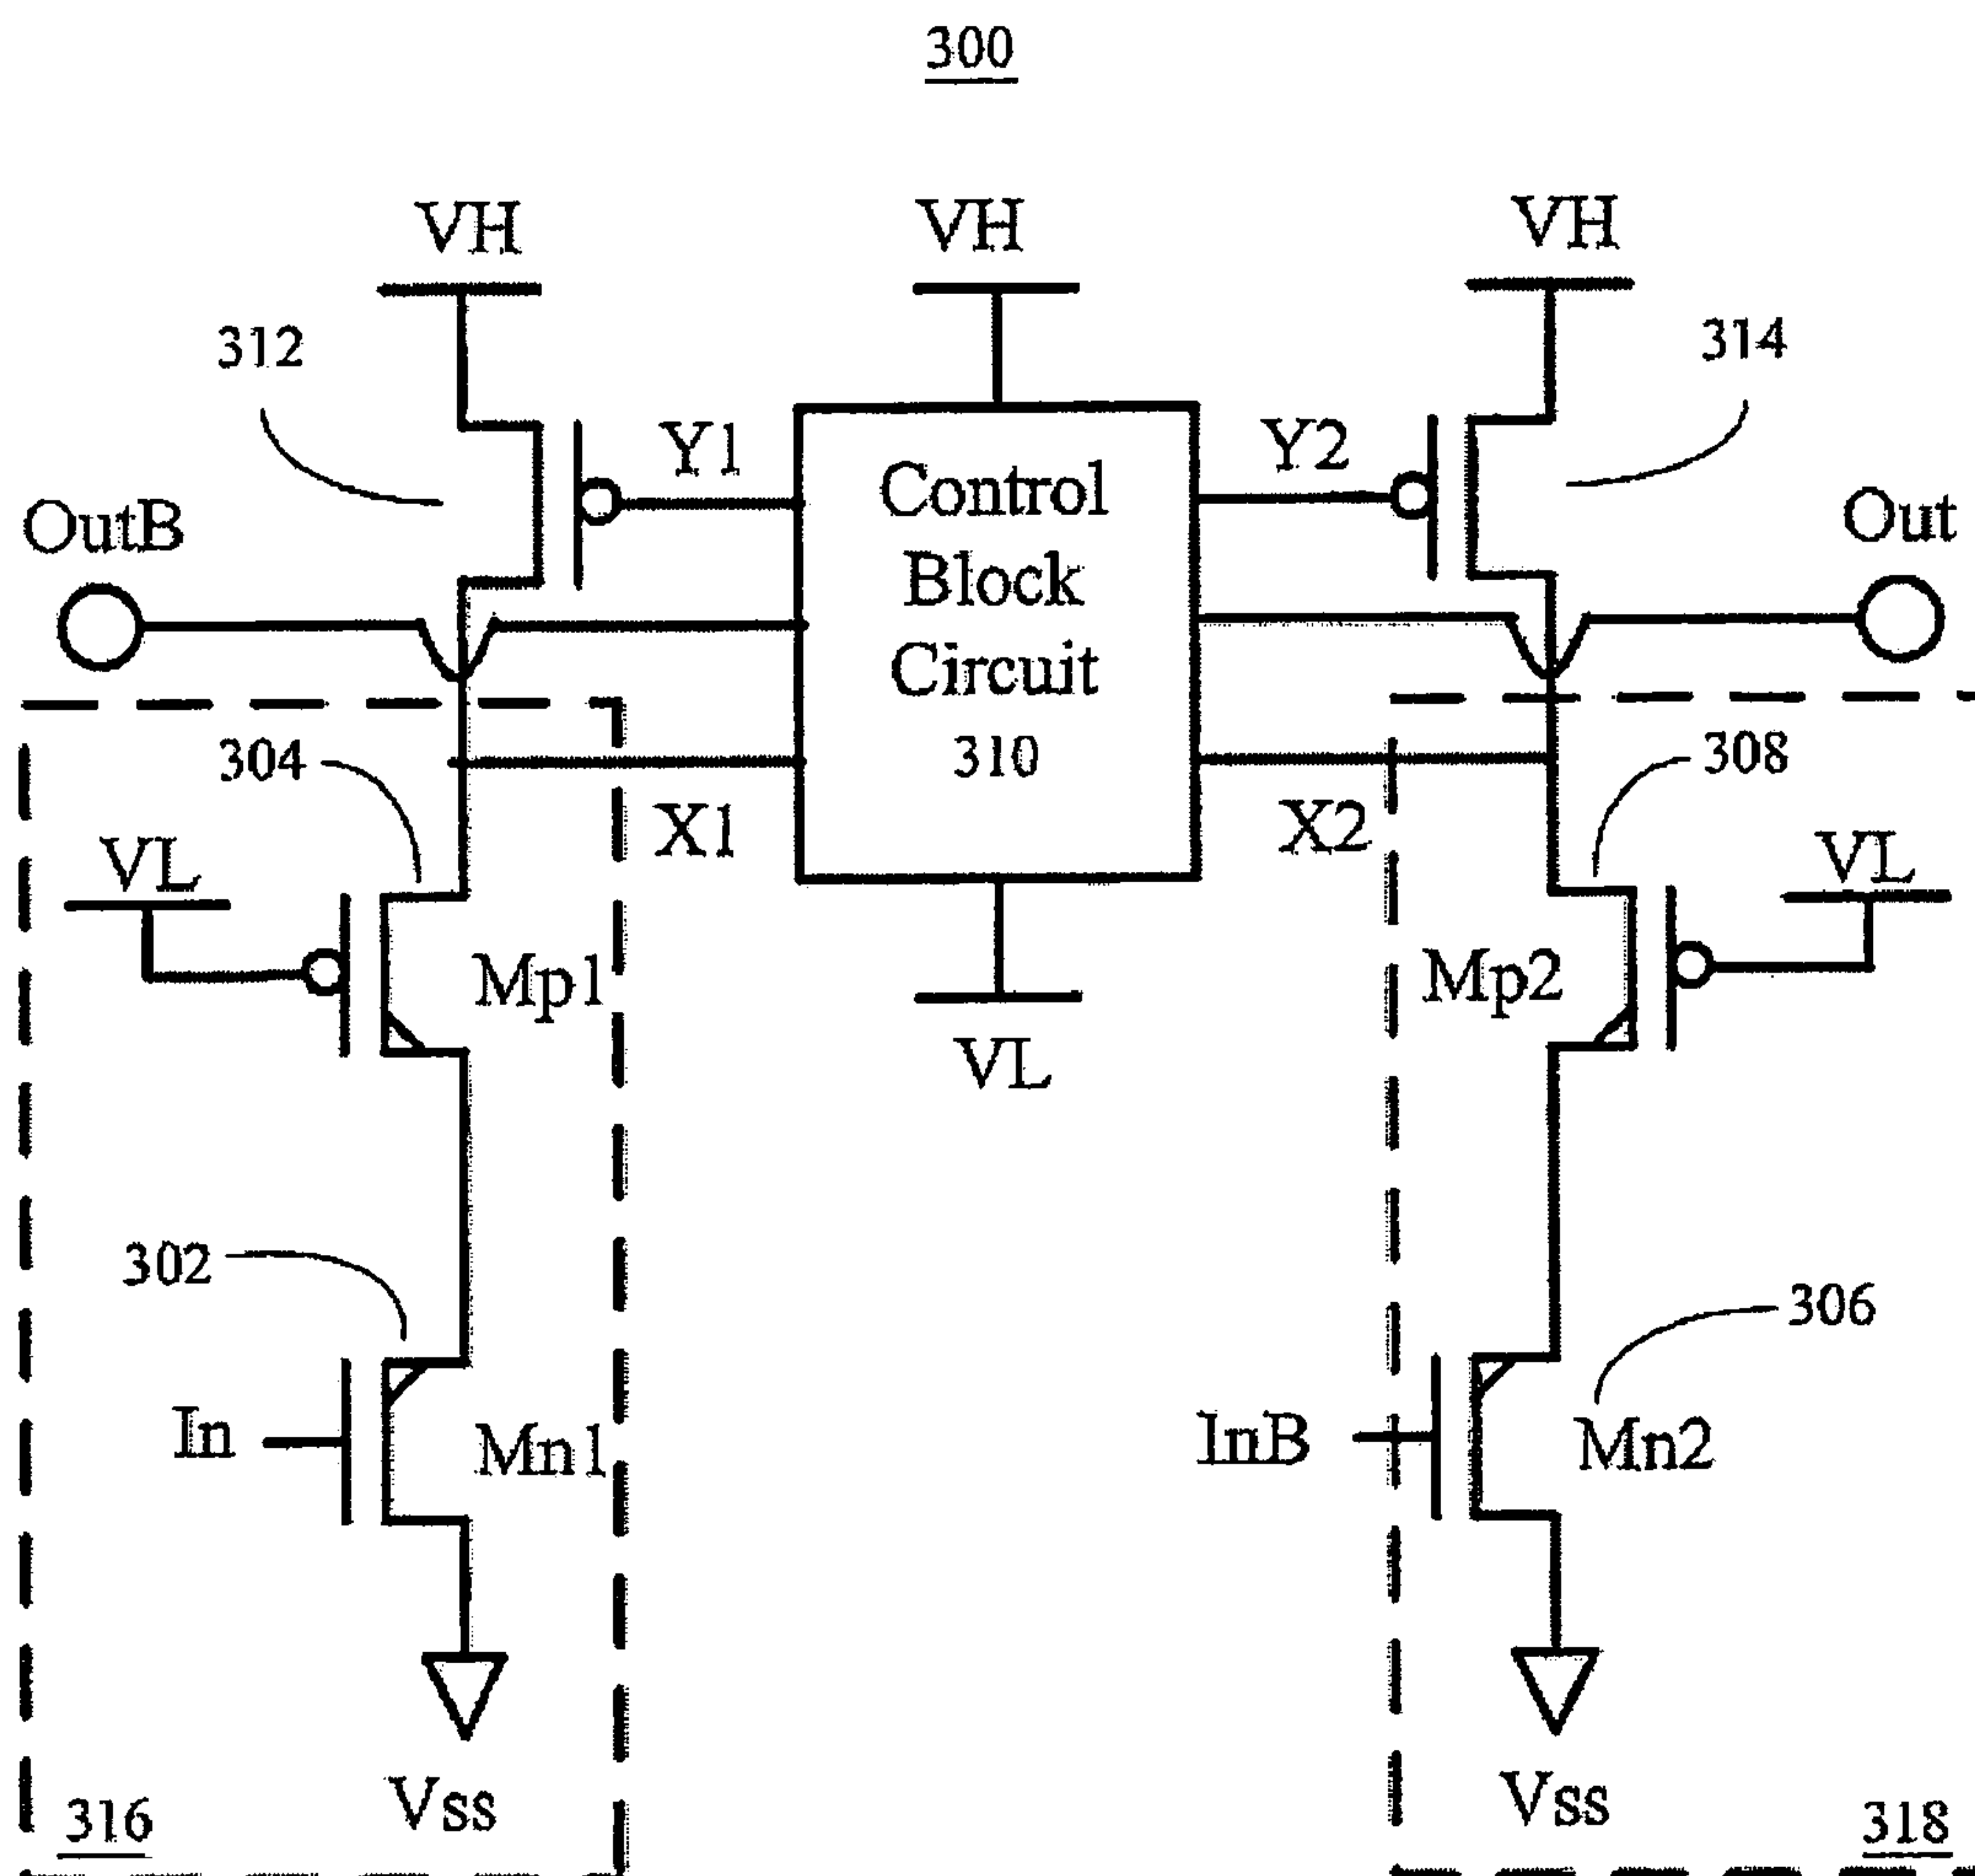 300
VH
VH
VH
312
314
Y1
Y2
Control
Block
Circuit
310
OutB
Out
304
308
X1
X2
VL
VL
Mp1
Mp2
VL
302
306
In
Mn1
InB
Mn2
Vss
Vss
316
318